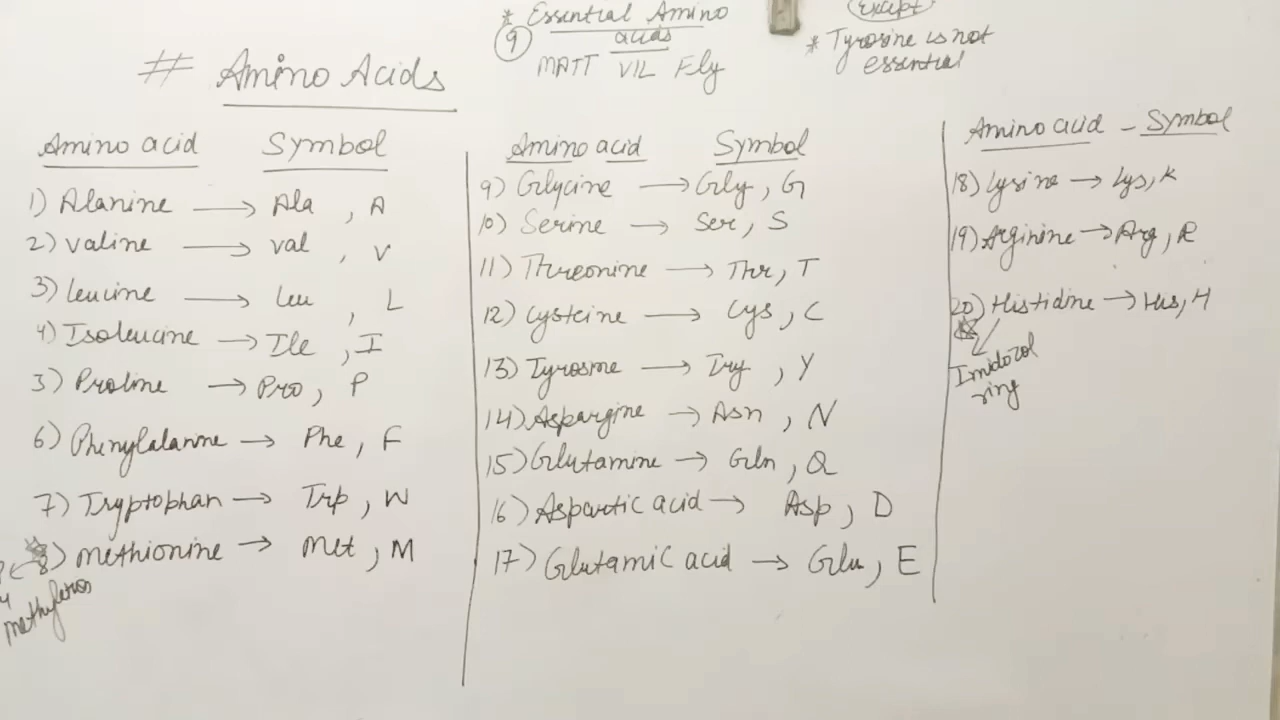 * Essential Amino
acids
9
MATT VIL Fly
Except
* Tyrosine is not
essential
# Amino Acids
Amino acid Symbol
1) Alanine → Ala , A
2) Valine → val , V
3) Leucine → Leu , L
4) Isoleucine → Ile , I
3) Proline → Pro , P
6) Phenylalanine → Phe , F
7) Tryptophan → Trp , W
8) Methionine → Met , M
Amino acid Symbol
9) Glycine → Gly , G
10) Serine → Ser , S
11) Threonine → Thr , T
12) Cysteine → Cys , C
13) Tyrosine → Try , Y
14) Aspargine → Asn , N
15) Glutamine → Gln , Q
16) Aspartic acid → Asp , D
17) Glutamic acid → Glu , E
Amino acid - Symbol
18) Lysine → Lys, K
19) Arginine → Arg, R
20) Histidine → His, H
Imidozol
ring